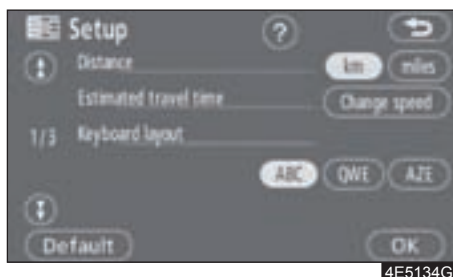 Setup ?
Distance km miles
Estimated travel time Change speed
1/3 Keyboard layout
ABC QWE AZE
Default OK
4E5134G